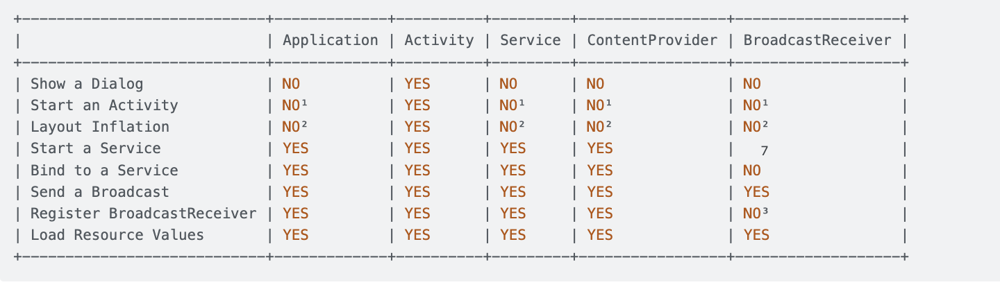 +-----------------------------+-------------+----------+---------+-----------------+-------------------+
|                             | Application | Activity | Service | ContentProvider | BroadcastReceiver |
+-----------------------------+-------------+----------+---------+-----------------+-------------------+
| Show a Dialog               | NO          | YES      | NO      | NO              | NO                |
| Start an Activity           | NO¹         | YES      | NO¹     | NO¹             | NO¹               |
| Layout Inflation            | NO²         | YES      | NO²     | NO²             | NO²               |
| Start a Service             | YES         | YES      | YES     | YES             |   7               |
| Bind to a Service           | YES         | YES      | YES     | YES             | NO                |
| Send a Broadcast            | YES         | YES      | YES     | YES             | YES               |
| Register BroadcastReceiver  | YES         | YES      | YES     | YES             | NO³               |
| Load Resource Values        | YES         | YES      | YES     | YES             | YES               |
+-----------------------------+-------------+----------+---------+-----------------+-------------------+